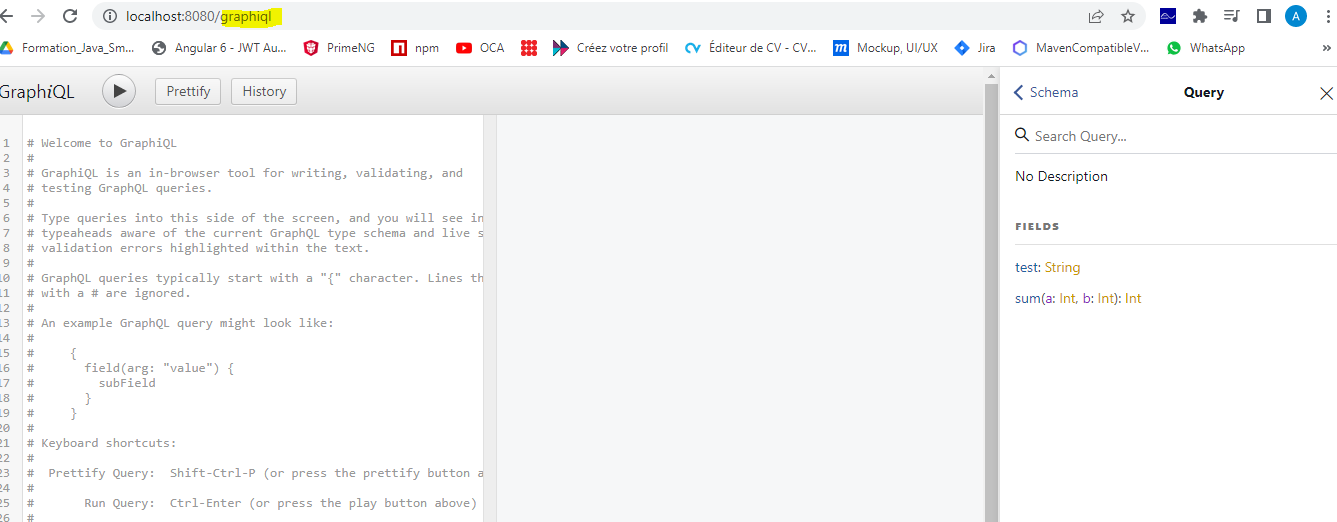 localhost:8080/graphiql
A
Formation_Java_Sm...
Angular 6 - JWT Au...
PrimeNG
npm
OCA
Créez votre profil
Éditeur de CV - CV...
Mockup, UI/UX
Jira
MavenCompatibleV...
WhatsApp
»
GraphiQL
Prettify
History
Schema
Query
Search Query...
No Description
FIELDS
test: String
sum(a: Int, b: Int): Int
1 # Welcome to GraphiQL
2 #
3 # GraphiQL is an in-browser tool for writing, validating, and
4 # testing GraphQL queries.
5 #
6 # Type queries into this side of the screen, and you will see in
7 # typeaheads aware of the current GraphQL type schema and live s
8 # validation errors highlighted within the text.
9 #
10 # GraphQL queries typically start with a "{" character. Lines th
11 # with a # are ignored.
12 #
13 # An example GraphQL query might look like:
14 #
15 #     {
16 #       field(arg: "value") {
17 #         subField
18 #       }
19 #     }
20 #
21 # Keyboard shortcuts:
22 #
23 #  Prettify Query:  Shift-Ctrl-P (or press the prettify button a
24 #
25 #       Run Query:  Ctrl-Enter (or press the play button above)
26 #